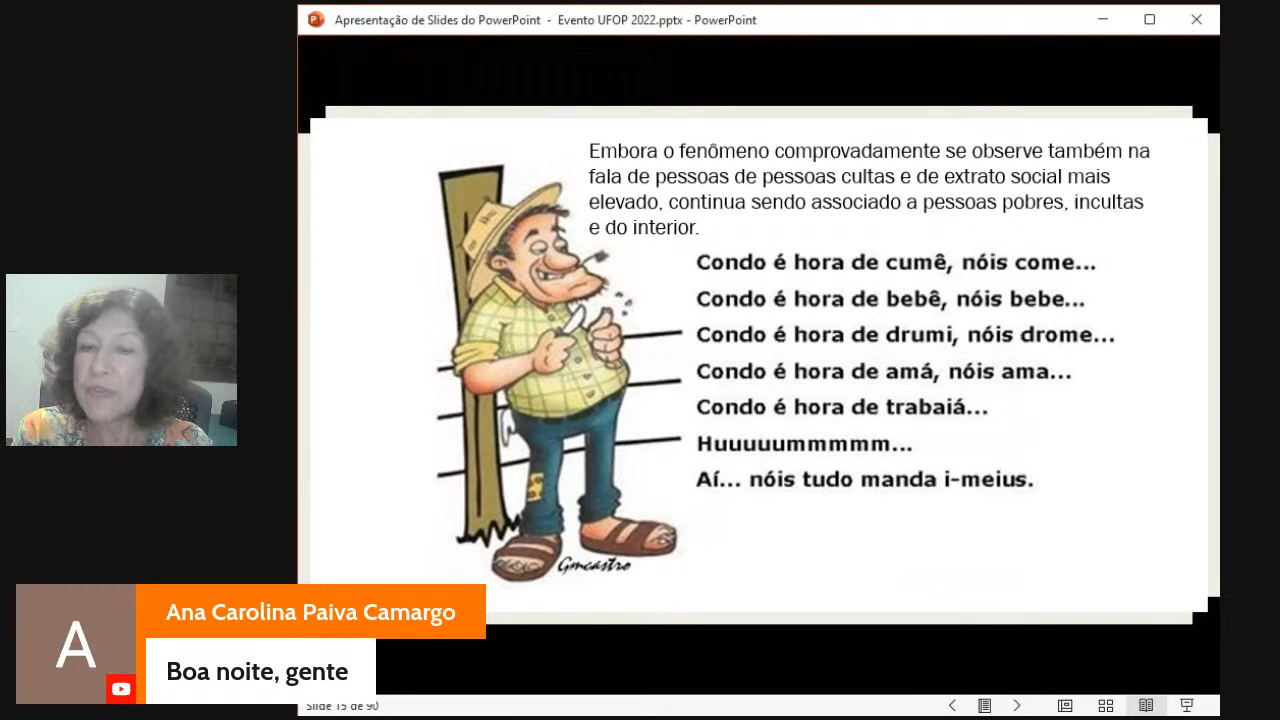 Apresentação de Slides do PowerPoint - Evento UFOP 2022.pptx - PowerPoint
Embora o fenômeno comprovadamente se observe também na
fala de pessoas de pessoas cultas e de extrato social mais
elevado, continua sendo associado a pessoas pobres, incultas
e do interior.
Condo é hora de cumê, nóis come...
Condo é hora de bebê, nóis bebe...
Condo é hora de drumi, nóis drome...
Condo é hora de amá, nóis ama...
Condo é hora de trabaiá...
Huuuuummmmm...
Aí... nóis tudo manda i-meius.
Gmcastro
A
Ana Carolina Paiva Camargo
Boa noite, gente
Slide 15 de 90